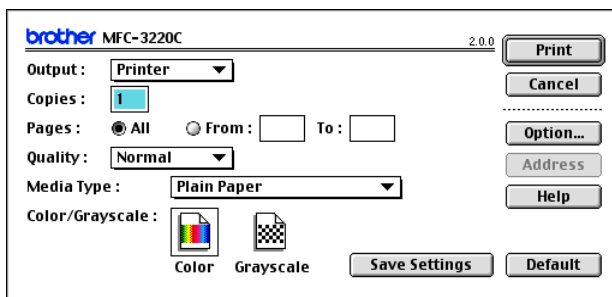 brother MFC-3220C 2.0.0
Print
Output : Printer
Cancel
Copies : 1
Pages : All From : To :
Option...
Quality : Normal
Address
Media Type : Plain Paper
Help
Color/Grayscale :
Color Grayscale
Save Settings Default